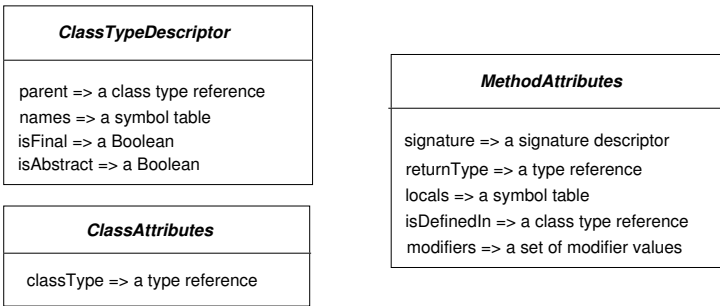 ClassTypeDescriptor
parent => a class type reference
names => a symbol table
isFinal => a Boolean
isAbstract => a Boolean
ClassAttributes
classType => a type reference
MethodAttributes
signature => a signature descriptor
returnType => a type reference
locals => a symbol table
isDefinedIn => a class type reference
modifiers => a set of modifier values